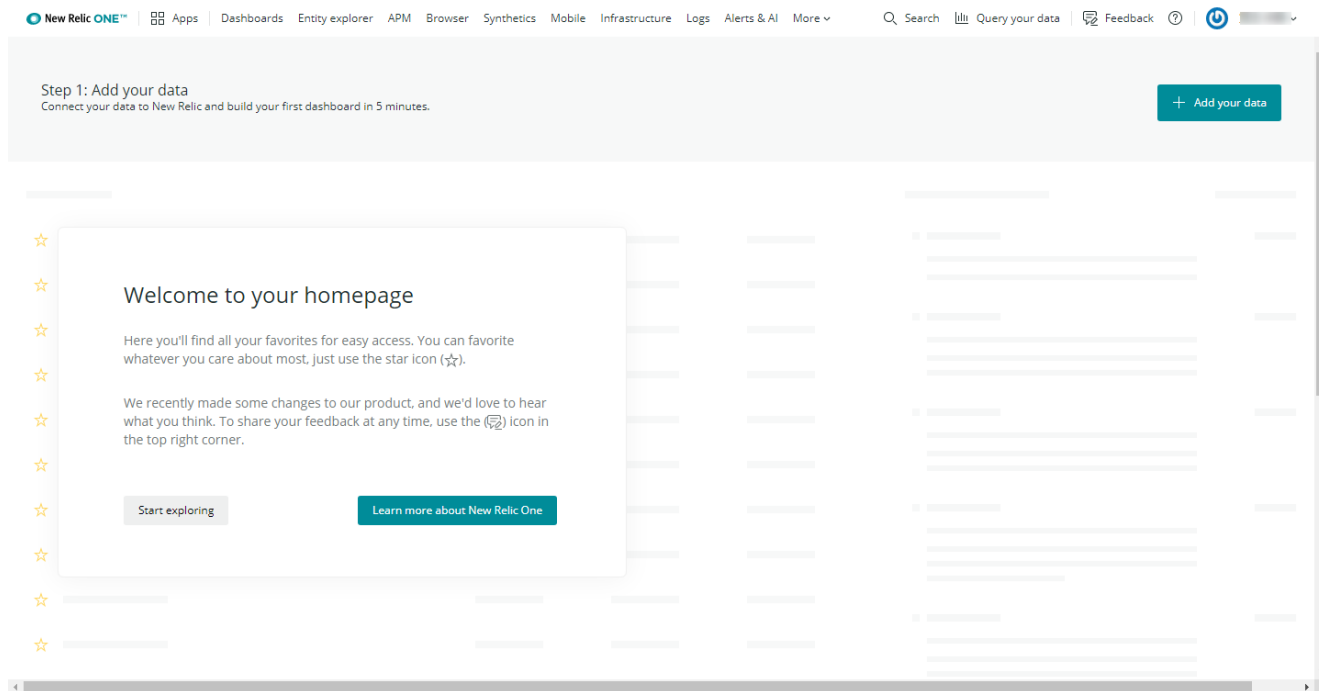 New Relic ONE™ Apps Dashboards Entity explorer APM Browser Synthetics Mobile Infrastructure Logs Alerts & AI More Search Query your data Feedback
Step 1: Add your data
Connect your data to New Relic and build your first dashboard in 5 minutes.
+ Add your data
Welcome to your homepage
Here you'll find all your favorites for easy access. You can favorite
whatever you care about most, just use the star icon (☆).
We recently made some changes to our product, and we'd love to hear
what you think. To share your feedback at any time, use the () icon in
the top right corner.
Start exploring Learn more about New Relic One